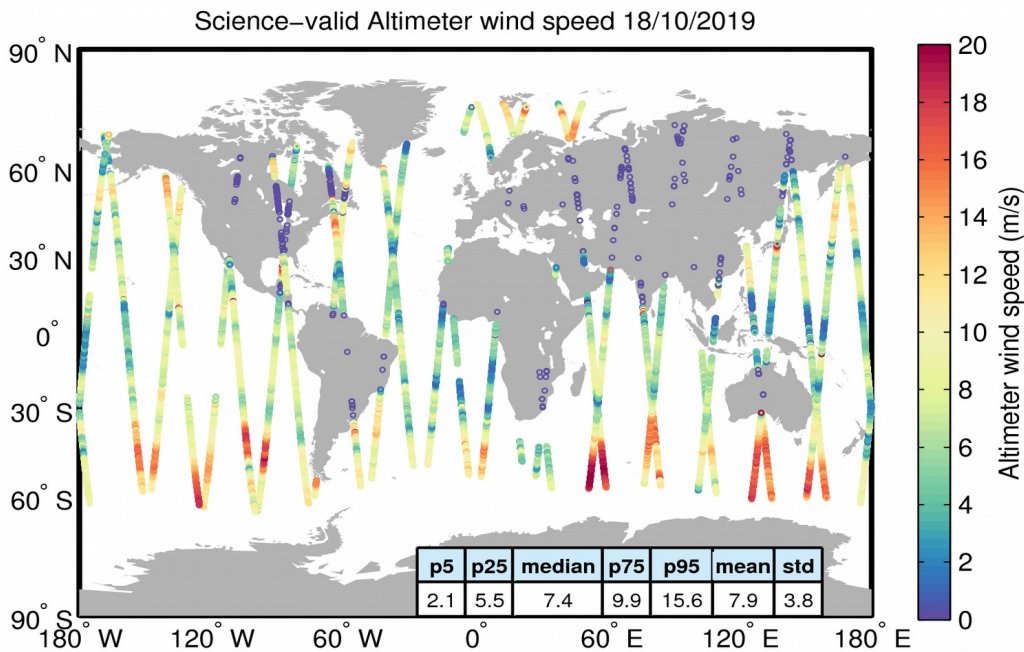 Science−valid Altimeter wind speed 18/10/2019
90° N
60° N
30° N
0°
30° S
60° S
90° S
180° W
120° W
60° W
0°
60° E
120° E
180° E
p5 p25 median p75 p95 mean std
2.1 5.5 7.4 9.9 15.6 7.9 3.8
20
18
16
14
12
10
8
6
4
2
0
Altimeter wind speed (m/s)